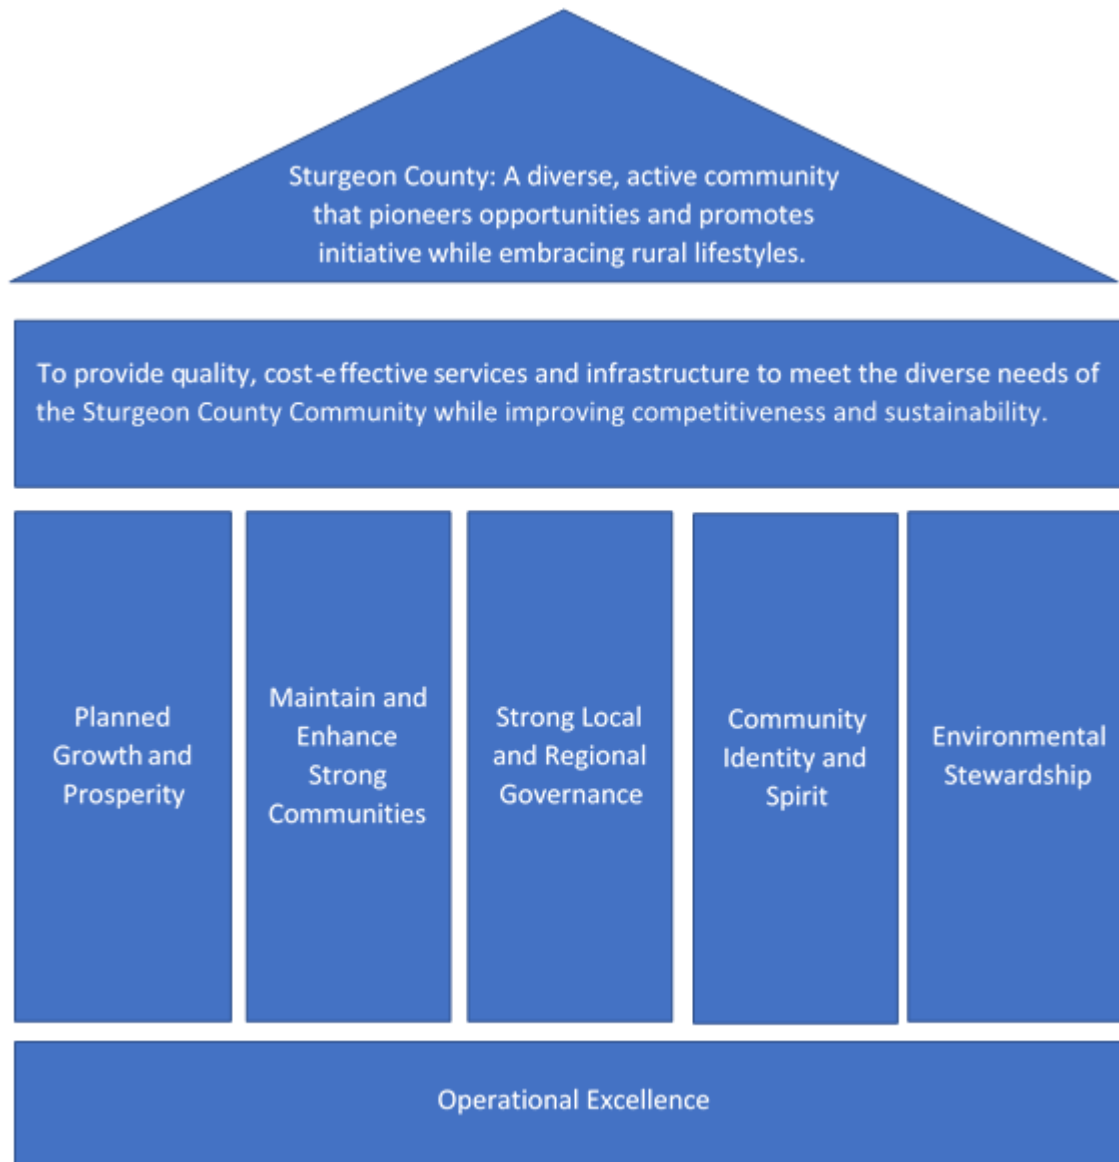 Sturgeon County: A diverse, active community
that pioneers opportunities and promotes
initiative while embracing rural lifestyles.
To provide quality, cost-effective services and infrastructure to meet the diverse needs of
the Sturgeon County Community while improving competitiveness and sustainability.
Planned
Growth and
Prosperity
Maintain and
Enhance
Strong
Communities
Strong Local
and Regional
Governance
Community
Identity and
Spirit
Environmental
Stewardship
Operational Excellence